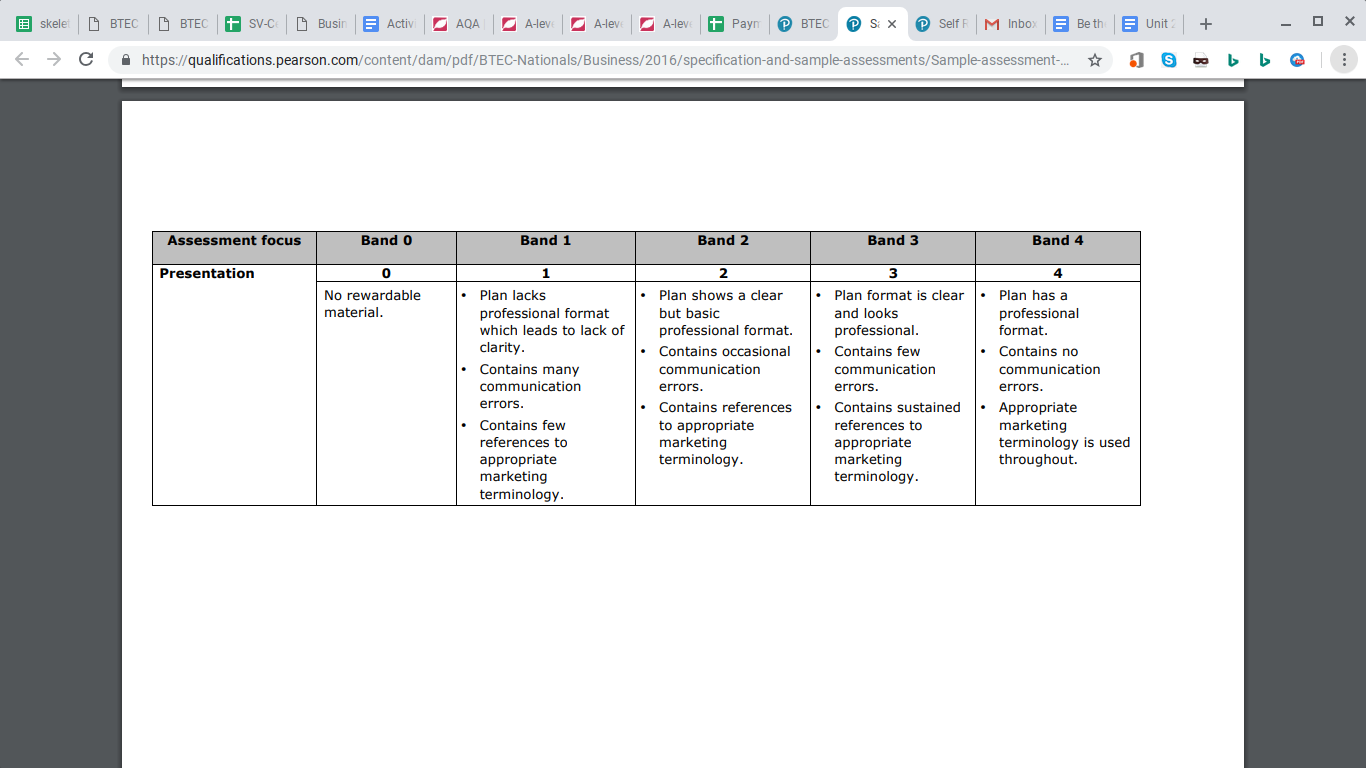 skelet
BTEC
BTEC
SV-C
Busin
Activi
AQA
A-leve
A-leve
A-leve
Paym
BTEC
Sa
Self R
Inbox
Be the
Unit
https://qualifications.pearson.com/content/dam/pdf/BTEC-Nationals/Business/2016/specification-and-sample-assessments/Sample-assessment-...
Assessment focus
Band 0
Band 1
Band 2
Band 3
Band 4
Presentation
0
1
2
3
4
No rewardable
material.
• Plan lacks
professional format
which leads to lack of
clarity.
• Contains many
communication
errors.
• Contains few
references to
appropriate
marketing
terminology.
• Plan shows a clear
but basic
professional format.
• Contains occasional
communication
errors.
• Contains references
to appropriate
marketing
terminology.
• Plan format is clear
and looks
professional.
• Contains few
communication
errors.
• Contains sustained
references to
appropriate
marketing
terminology.
• Plan has a
professional
format.
• Contains no
communication
errors.
• Appropriate
marketing
terminology is used
throughout.